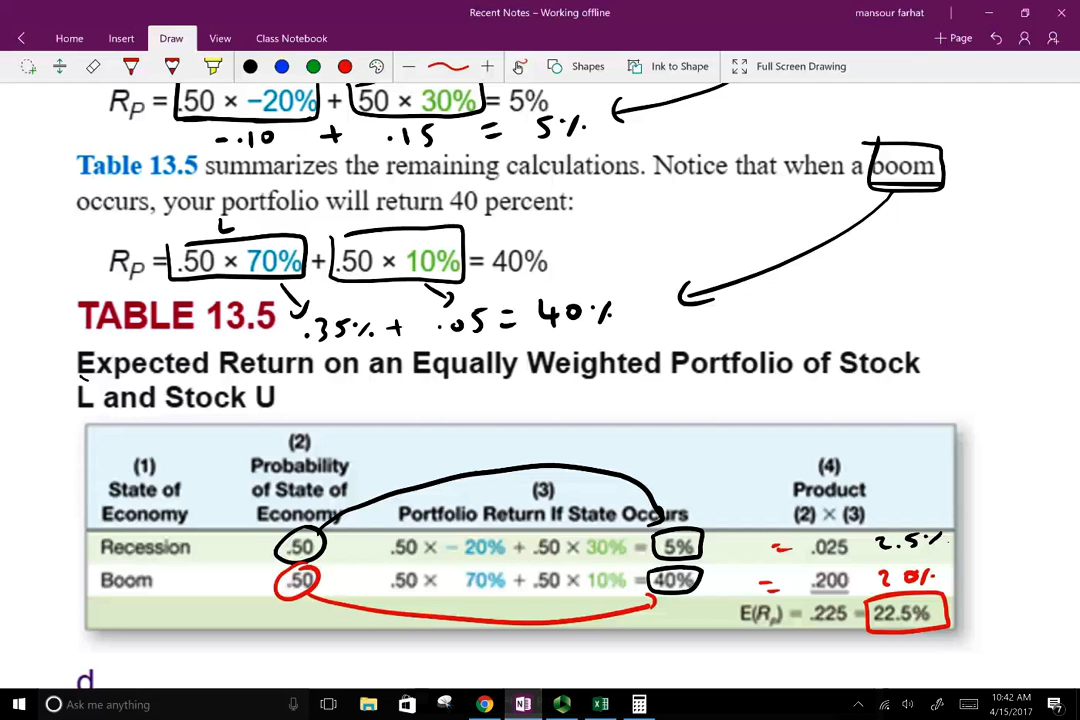 Recent Notes – Working offline
mansour farhat
Home Insert Draw View Class Notebook
Page
Shapes
Ink to Shape
Full Screen Drawing
RP = .50 × −20% + .50 × 30% = 5%
-.10 + .15 = 5%
Table 13.5 summarizes the remaining calculations. Notice that when a boom
occurs, your portfolio will return 40 percent:
L
RP = .50 × 70% + .50 × 10% = 40%
.35% + .05 = 40%
TABLE 13.5
Expected Return on an Equally Weighted Portfolio of Stock
L and Stock U
(1) State of Economy
(2) Probability of State of Economy
(3) Portfolio Return If State Occurs
(4) Product (2) × (3)
Recession .50 .50 × − 20% + .50 × 30% = 5% = .025 2.5%
Boom .50 .50 × 70% + .50 × 10% = 40% = .200 20%
E(RP) = .225 = 22.5%
d
Ask me anything
10:42 AM
4/15/2017